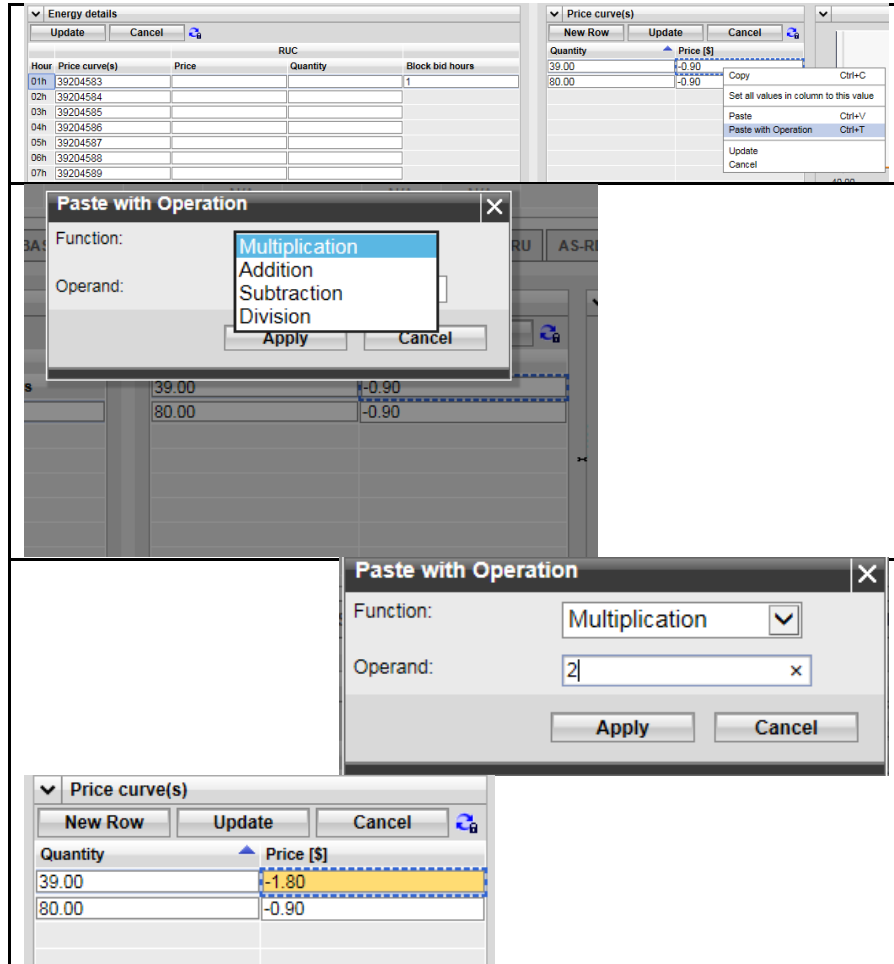 Energy details
Update Cancel
RUC
Hour Price curve(s) Price Quantity Block bid hours
01h 39204583 1
02h 39204584
03h 39204585
04h 39204586
05h 39204587
06h 39204588
07h 39204589
Price curve(s)
New Row Update Cancel
Quantity Price [$]
39.00 -0.90
80.00 -0.90
Copy Ctrl+C
Set all values in column to this value
Paste Ctrl+V
Paste with Operation Ctrl+T
Update
Cancel
Paste with Operation
Function:
Multiplication
Addition
Subtraction
Division
Operand:
Apply Cancel
RU AS-RE
s 39.00 -0.90
80.00 -0.90
Paste with Operation
Function: Multiplication
Operand: 2
Apply Cancel
Price curve(s)
New Row Update Cancel
Quantity Price [$]
39.00 -1.80
80.00 -0.90